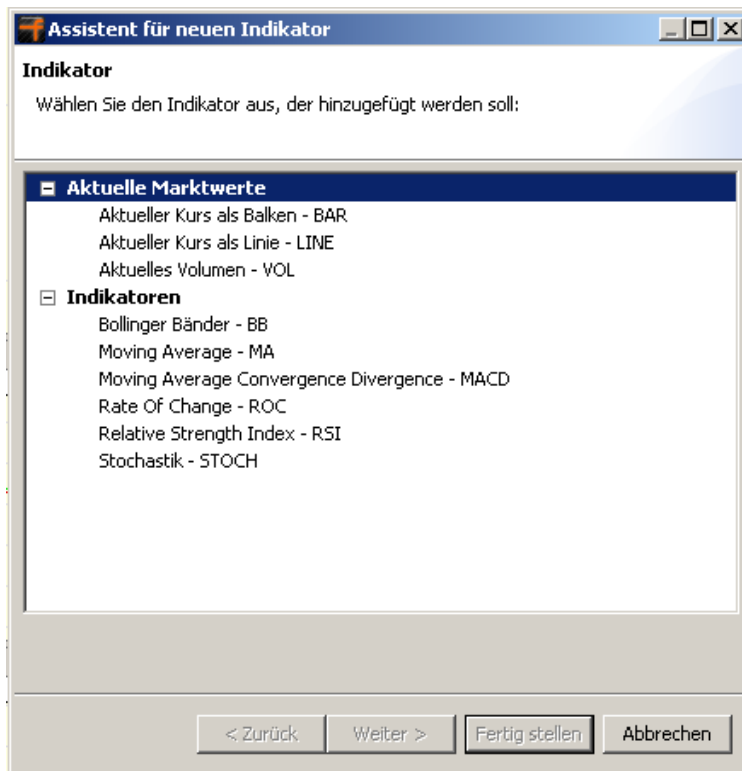 Assistent für neuen Indikator
Indikator
Wählen Sie den Indikator aus, der hinzugefügt werden soll:
Aktuelle Marktwerte
Aktueller Kurs als Balken - BAR
Aktueller Kurs als Linie - LINE
Aktuelles Volumen - VOL
Indikatoren
Bollinger Bänder - BB
Moving Average - MA
Moving Average Convergence Divergence - MACD
Rate Of Change - ROC
Relative Strength Index - RSI
Stochastik - STOCH
< Zurück Weiter > Fertig stellen Abbrechen